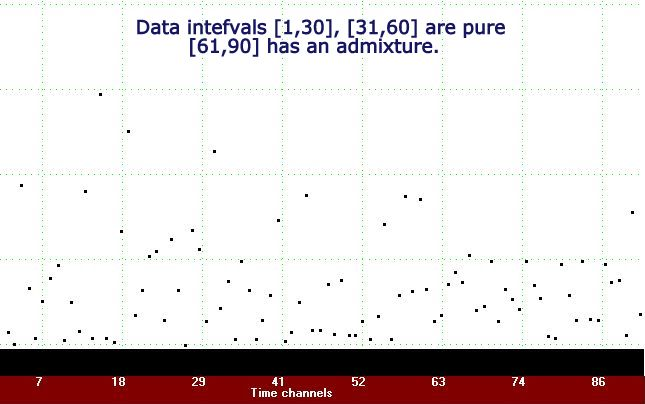 Data intefvals [1,30], [31,60] are pure
[61,90] has an admixture.
7 18 29 41 52 63 74 86
Time channels